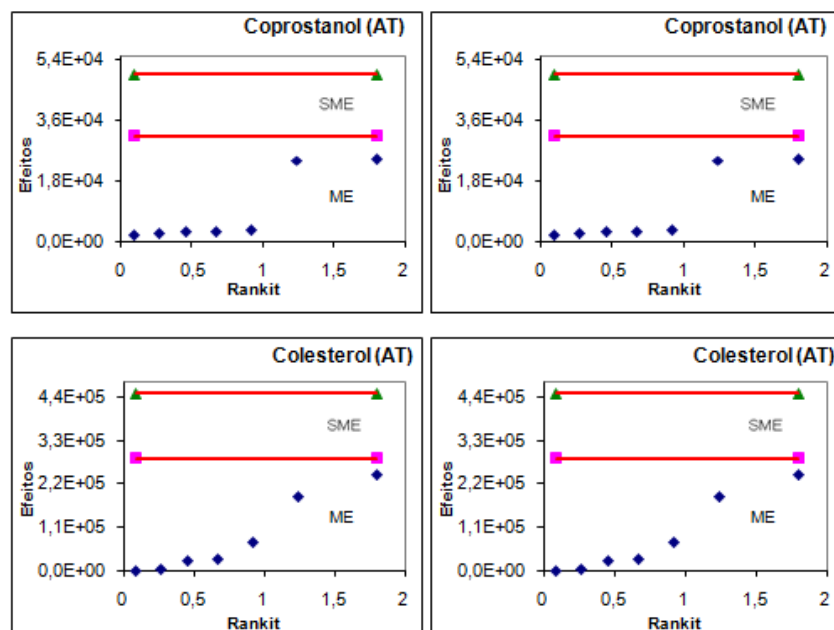 Coprostanol (AT)
5,4E+04
3,6E+04
1,8E+04
0,0E+00
Efeitos
SME
ME
0 0,5 1 1,5 2
Rankit
Coprostanol (AT)
5,4E+04
3,6E+04
1,8E+04
0,0E+00
Efeitos
SME
ME
0 0,5 1 1,5 2
Rankit
Colesterol (AT)
4,4E+05
3,3E+05
2,2E+05
1,1E+05
0,0E+00
Efeitos
SME
ME
0 0,5 1 1,5 2
Rankit
Colesterol (AT)
4,4E+05
3,3E+05
2,2E+05
1,1E+05
0,0E+00
Efeitos
SME
ME
0 0,5 1 1,5 2
Rankit